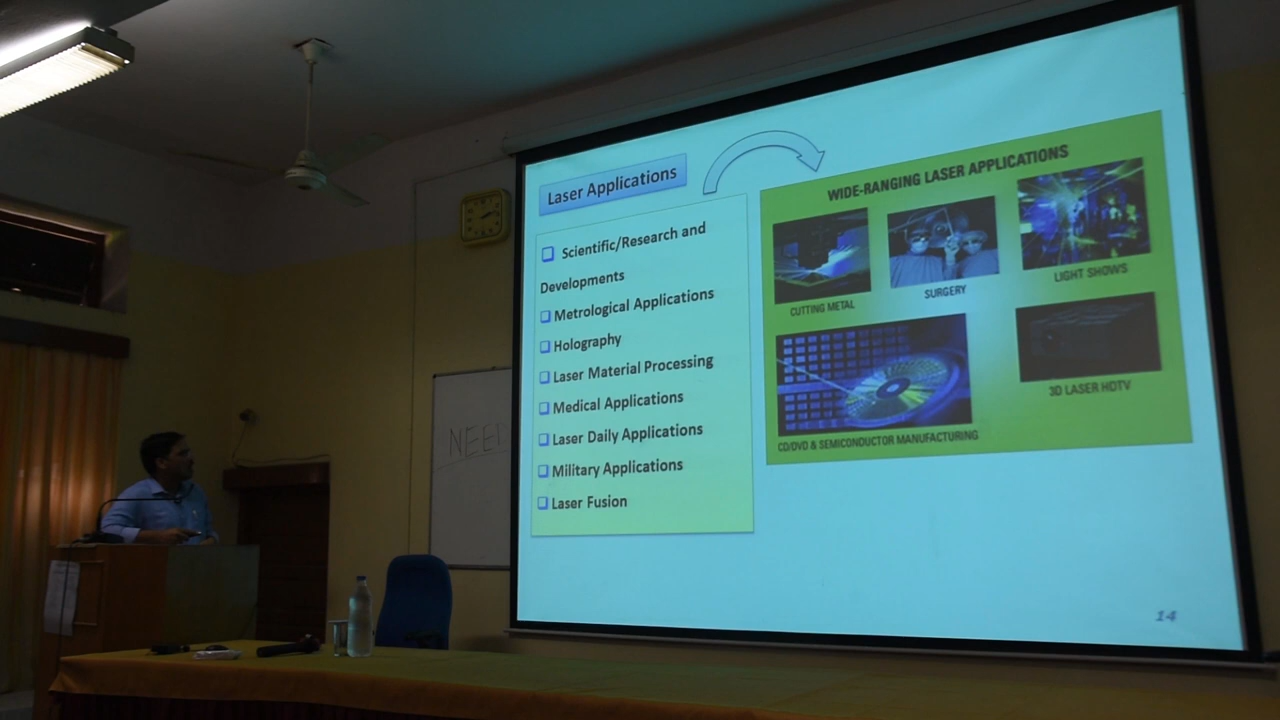 Laser Applications
❑ Scientific/Research and
Developments
❑ Metrological Applications
❑ Holography
❑ Laser Material Processing
❑ Medical Applications
❑ Laser Daily Applications
❑ Military Applications
❑ Laser Fusion
WIDE-RANGING LASER APPLICATIONS
CUTTING METAL
SURGERY
LIGHT SHOWS
CD/DVD & SEMICONDUCTOR MANUFACTURING
3D LASER HDTV
14
NEED